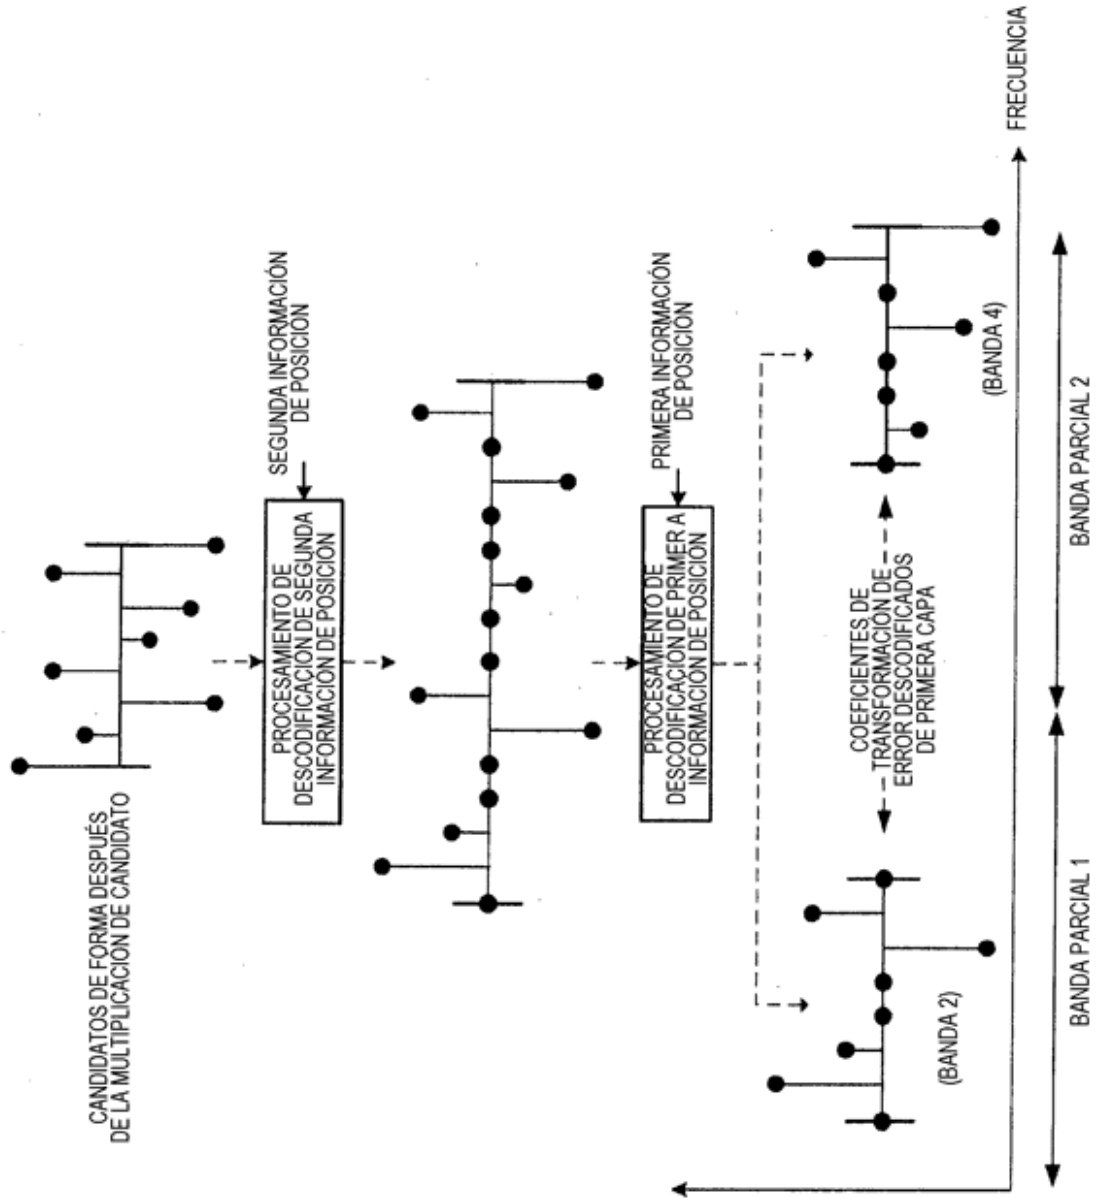 CANDIDATOS DE FORMA DESPUÉS
DE LA MULTIPLICACIÓN DE CANDIDATO
SEGUNDA INFORMACIÓN
DE POSICIÓN
PROCESAMIENTO DE
DESCODIFICACIÓN DE SEGUNDA
INFORMACIÓN DE POSICIÓN
PRIMERA INFORMACIÓN
DE POSICIÓN
PROCESAMIENTO DE
DESCODIFICACIÓN DE PRIMER A
INFORMACIÓN DE POSICIÓN
COEFICIENTES DE
TRANSFORMACIÓN DE
ERROR DESCODIFICADOS
DE PRIMERA CAPA
(BANDA 2)
(BANDA 4)
FRECUENCIA
BANDA PARCIAL 1
BANDA PARCIAL 2